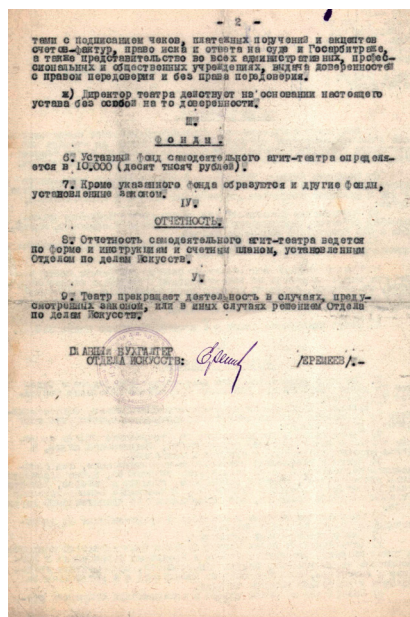 - 2 -
тами с подписанием чеков, платежных поручений и акцептов
счетов-фактур, право иска и ответа на суде и Госарбитраже,
а также представительство во всех административных, профес-
сиональных и общественных учреждениях, выдача доверенностей
с правом передоверия и без права передоверия.
ж) Директор театра действует на основании настоящего
устава без особой на то доверенности.
III.
Фонды.
6. Уставный фонд самодеятельного агит-театра определя-
ется в 10.000 (десят тысяч рублей).
7. Кроме указанного фонда образуются и другие фонды,
установленные законом.
IУ.
ОТЧЕТНОСТЬ.
8. Отчетность самодеятельного агит-театра ведется
по форме и инструкциям и счетным планом, установленным
Отделом по делам Искусств.
У.
9. Театр прекращает деятельность в случаях, преду-
смотренных законой, или в иных случаях решением Отдела
по делам Искусств.
ГЛАВНЫЙ БУХГАЛТЕР
ОТДЕЛА ИСКУССТВ: /ЕРЕМЕЕВ/.-